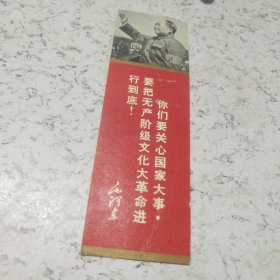 你们要关心国家大事，
要把无产阶级文化大革命进
行到底！
毛泽东